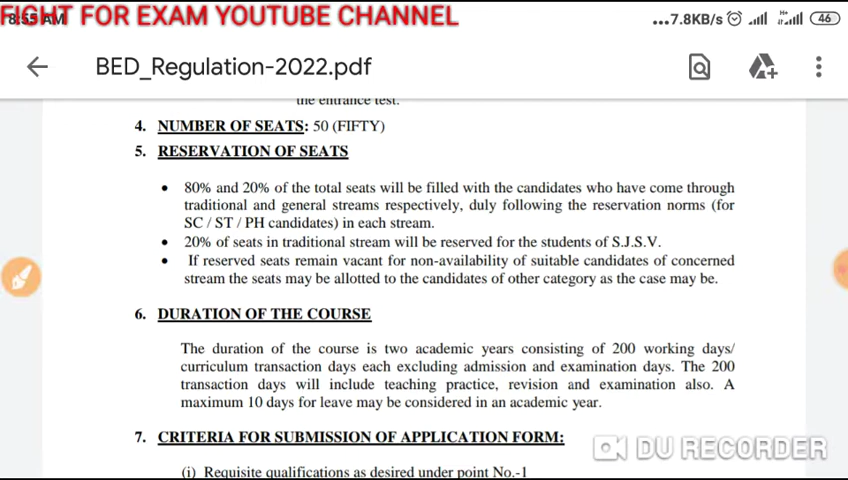 FIGHT FOR EXAM YOUTUBE CHANNEL
8:55 AM
...7.8KB/s
H+
46
BED_Regulation-2022.pdf
the entrance test.
4. NUMBER OF SEATS: 50 (FIFTY)
5. RESERVATION OF SEATS
• 80% and 20% of the total seats will be filled with the candidates who have come through
traditional and general streams respectively, duly following the reservation norms (for
SC / ST / PH candidates) in each stream.
• 20% of seats in traditional stream will be reserved for the students of S.J.S.V.
• If reserved seats remain vacant for non-availability of suitable candidates of concerned
stream the seats may be allotted to the candidates of other category as the case may be.
6. DURATION OF THE COURSE
The duration of the course is two academic years consisting of 200 working days/
curriculum transaction days each excluding admission and examination days. The 200
transaction days will include teaching practice, revision and examination also. A
maximum 10 days for leave may be considered in an academic year.
7. CRITERIA FOR SUBMISSION OF APPLICATION FORM:
DU RECORDER
(i) Requisite qualifications as desired under point No.-1